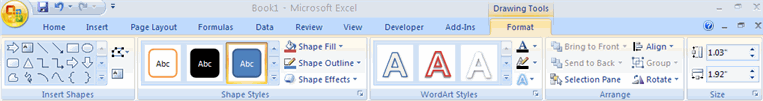 Book1 - Microsoft Excel
Drawing Tools
Home Insert Page Layout Formulas Data Review View Developer Add-Ins Format
Abc Abc Abc
Shape Fill
Shape Outline
Shape Effects
A A A
Bring to Front Align
Send to Back Group
Selection Pane Rotate
1.03"
1.92"
Insert Shapes Shape Styles WordArt Styles Arrange Size